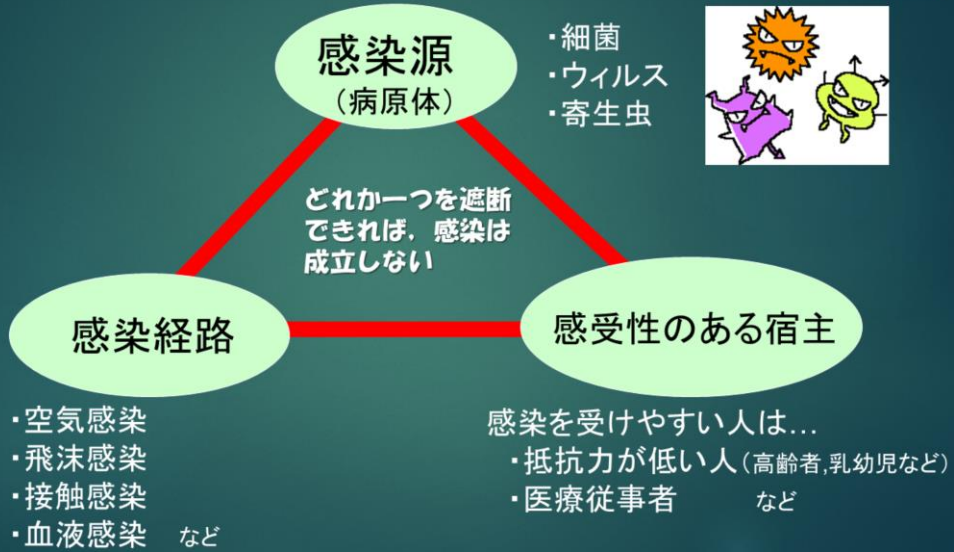 感染源
(病原体)
・細菌
・ウィルス
・寄生虫
どれか一つを遮断
できれば，感染は
成立しない
感染経路
感受性のある宿主
・空気感染
・飛沫感染
・接触感染
・血液感染 など
感染を受けやすい人は…
・抵抗力が低い人(高齢者,乳幼児など)
・医療従事者 など